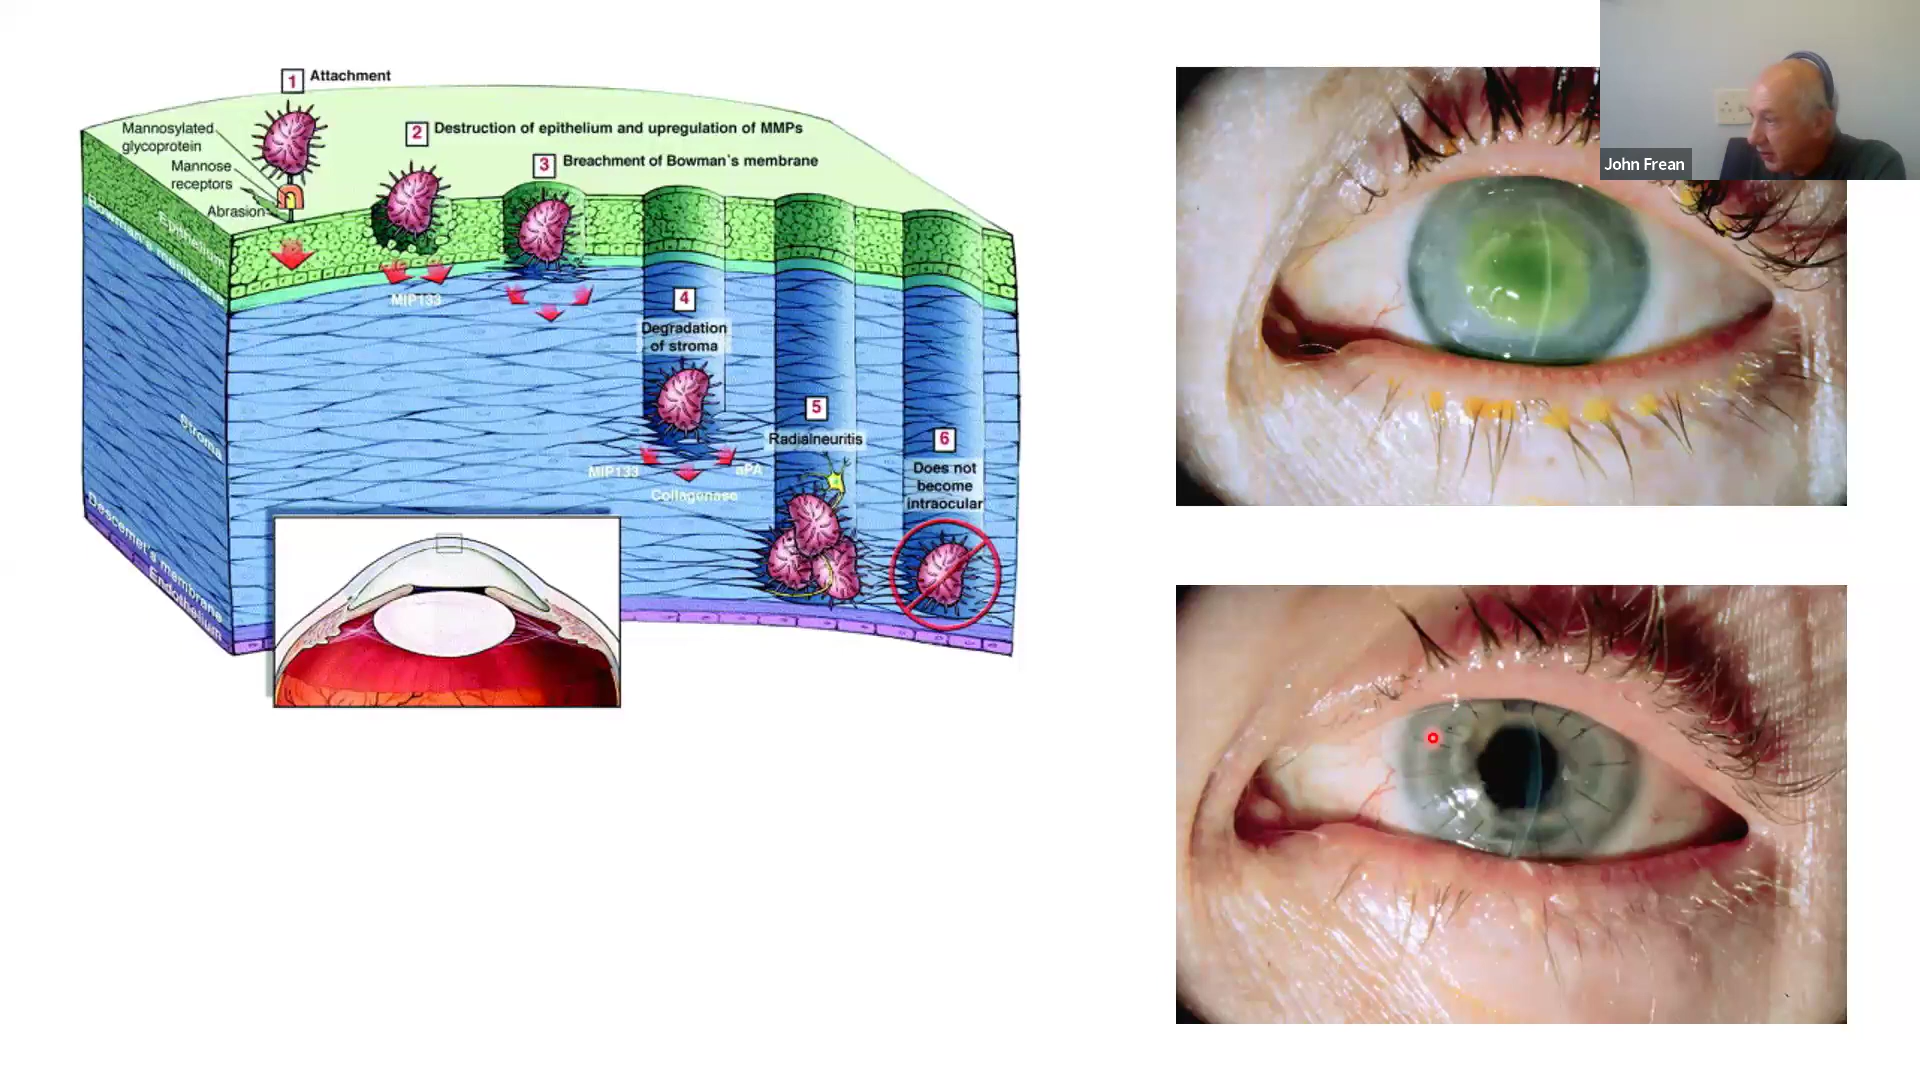 1 Attachment
Mannosylated
glycoprotein
Mannose
receptors
Abrasion
2 Destruction of epithelium and upregulation of MMPs
3 Breachment of Bowman's membrane
Epithelium
Bowman's membrane
Stroma
Descemet's membrane
Endothelium
MIP133
4
Degradation
of stroma
MIP133
aPA
Collagenase
5
Radialneuritis
6
Does not
become
intraocular
John Frean